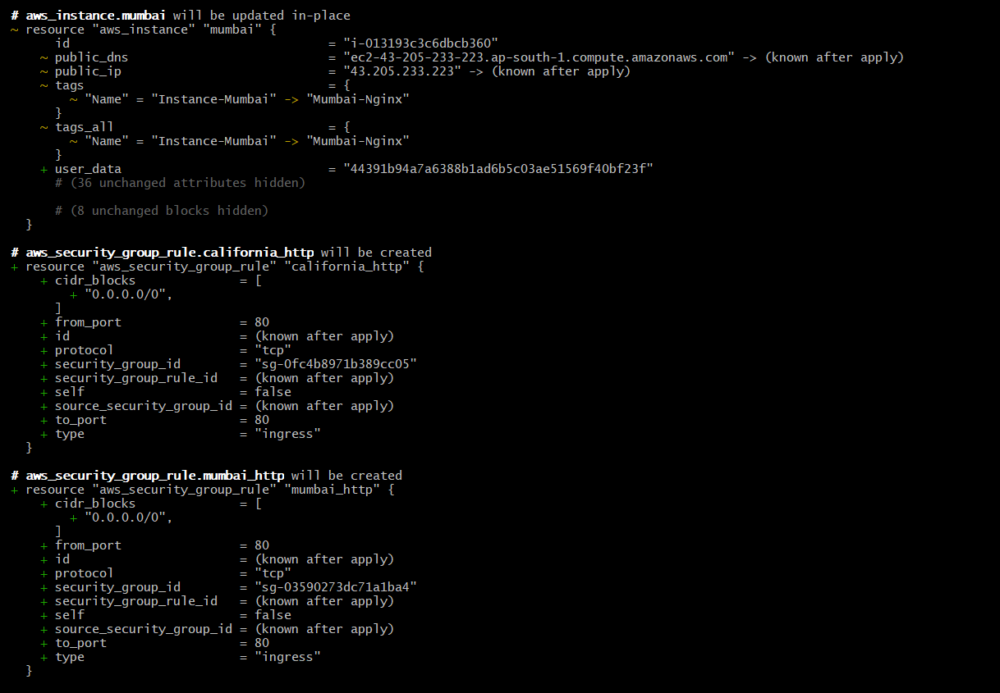 # aws_instance.mumbai will be updated in-place
~ resource "aws_instance" "mumbai" {
      id                                   = "i-013193c3c6dbcb360"
    ~ public_dns                           = "ec2-43-205-233-223.ap-south-1.compute.amazonaws.com" -> (known after apply)
    ~ public_ip                            = "43.205.233.223" -> (known after apply)
    ~ tags                                 = {
        ~ "Name" = "Instance-Mumbai" -> "Mumbai-Nginx"
      }
    ~ tags_all                             = {
        ~ "Name" = "Instance-Mumbai" -> "Mumbai-Nginx"
      }
    + user_data                            = "44391b94a7a6388b1ad6b5c03ae51569f40bf23f"
      # (36 unchanged attributes hidden)

      # (8 unchanged blocks hidden)
  }

# aws_security_group_rule.california_http will be created
+ resource "aws_security_group_rule" "california_http" {
    + cidr_blocks              = [
        + "0.0.0.0/0",
      ]
    + from_port                = 80
    + id                       = (known after apply)
    + protocol                 = "tcp"
    + security_group_id        = "sg-0fc4b8971b389cc05"
    + security_group_rule_id   = (known after apply)
    + self                     = false
    + source_security_group_id = (known after apply)
    + to_port                  = 80
    + type                     = "ingress"
  }

# aws_security_group_rule.mumbai_http will be created
+ resource "aws_security_group_rule" "mumbai_http" {
    + cidr_blocks              = [
        + "0.0.0.0/0",
      ]
    + from_port                = 80
    + id                       = (known after apply)
    + protocol                 = "tcp"
    + security_group_id        = "sg-03590273dc71a1ba4"
    + security_group_rule_id   = (known after apply)
    + self                     = false
    + source_security_group_id = (known after apply)
    + to_port                  = 80
    + type                     = "ingress"
  }